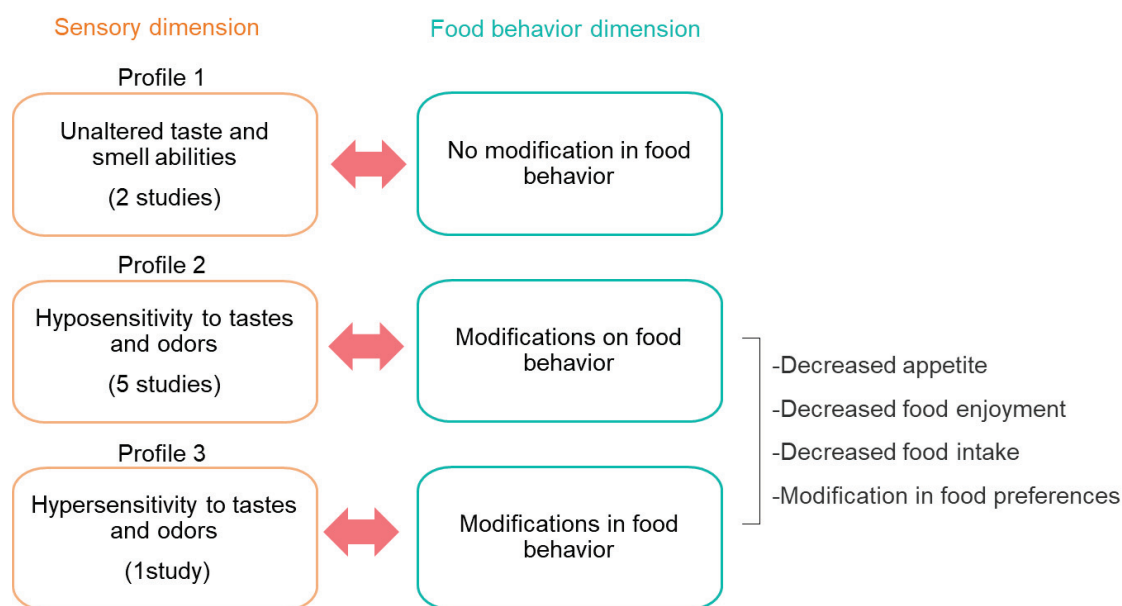 Sensory dimension
Food behavior dimension
Profile 1
Unaltered taste and
smell abilities
(2 studies)
No modification in food
behavior
Profile 2
Hyposensitivity to tastes
and odors
(5 studies)
Modifications on food
behavior
Profile 3
Hypersensitivity to tastes
and odors
(1study)
Modifications in food
behavior
-Decreased appetite
-Decreased food enjoyment
-Decreased food intake
-Modification in food preferences